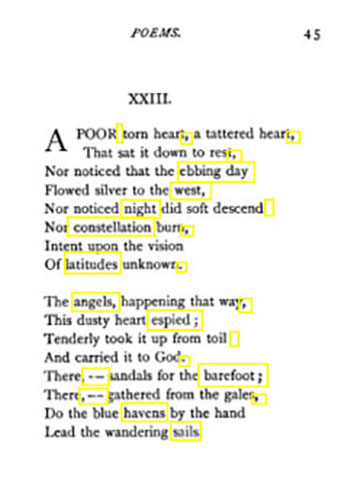 POEMS.
45
XXIII.
A POOR torn heart, a tattered heart,
That sat it down to rest,
Nor noticed that the ebbing day
Flowed silver to the west,
Nor noticed night did soft descend
Nor constellation burn,
Intent upon the vision
Of latitudes unknown.
The angels, happening that way,
This dusty heart espied;
Tenderly took it up from toil
And carried it to God.
There, — sandals for the barefoot;
There, — gathered from the gales,
Do the blue havens by the hand
Lead the wandering sails